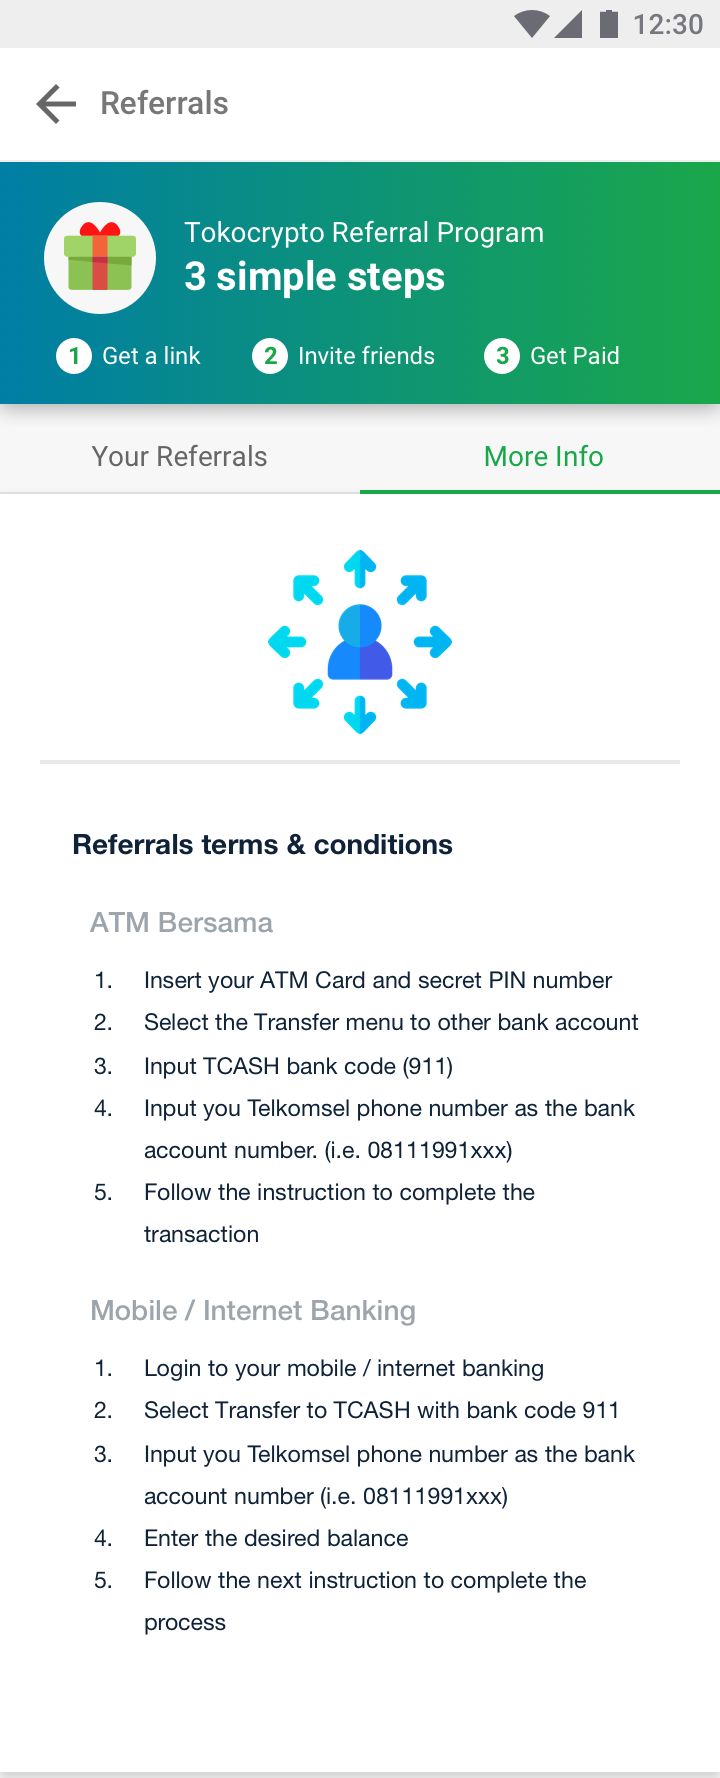 12:30
Referrals
Tokocrypto Referral Program
3 simple steps
1 Get a link 2 Invite friends 3 Get Paid
Your Referrals More Info
Referrals terms & conditions
ATM Bersama
1. Insert your ATM Card and secret PIN number
2. Select the Transfer menu to other bank account
3. Input TCASH bank code (911)
4. Input you Telkomsel phone number as the bank
account number. (i.e. 08111991xxx)
5. Follow the instruction to complete the
transaction
Mobile / Internet Banking
1. Login to your mobile / internet banking
2. Select Transfer to TCASH with bank code 911
3. Input you Telkomsel phone number as the bank
account number (i.e. 08111991xxx)
4. Enter the desired balance
5. Follow the next instruction to complete the
process